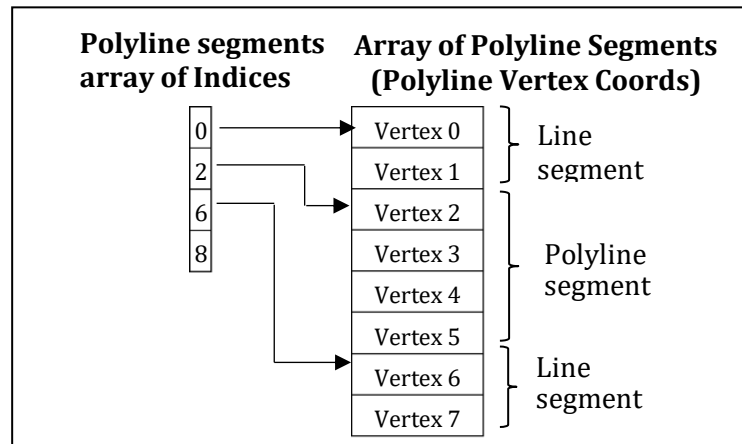 Polyline segments
array of Indices
Array of Polyline Segments
(Polyline Vertex Coords)
0
2
6
8
Vertex 0
Vertex 1
Vertex 2
Vertex 3
Vertex 4
Vertex 5
Vertex 6
Vertex 7
Line
segment
Polyline
segment
Line
segment